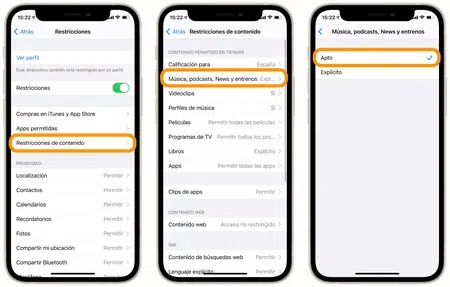 15:22
Atrás
Restricciones
Ver perfil
Este dispositivo también está restringido por un perfil
Restricciones
Compras en iTunes y App Store
Apps permitidas
Restricciones de contenido
PRIVACIDAD
Localización Permitir
Contactos Permitir
Calendarios Permitir
Recordatorios Permitir
Fotos Permitir
Compartir mi ubicación Permitir
Compartir Bluetooth Permitir
15:22
Atrás
Restricciones de contenido
CONTENIDO PERMITIDO EN TIENDAS
Calificación para España
Música, podcasts, News y entrenos Expl...
Videoclips Sí
Perfiles de música Sí
Películas Permitir todas las películas
Programas de TV Permitir todos los pro...
Libros Explícito
Apps Permitir todas las apps
Clips de apps Permitir
CONTENIDO WEB
Contenido web Acceso no restringido
SIRI
Contenido de búsquedas web Permitir
Lenguaje explícito Permitir
15:22
Música, podcasts, News y entrenos
Apto
Explícito